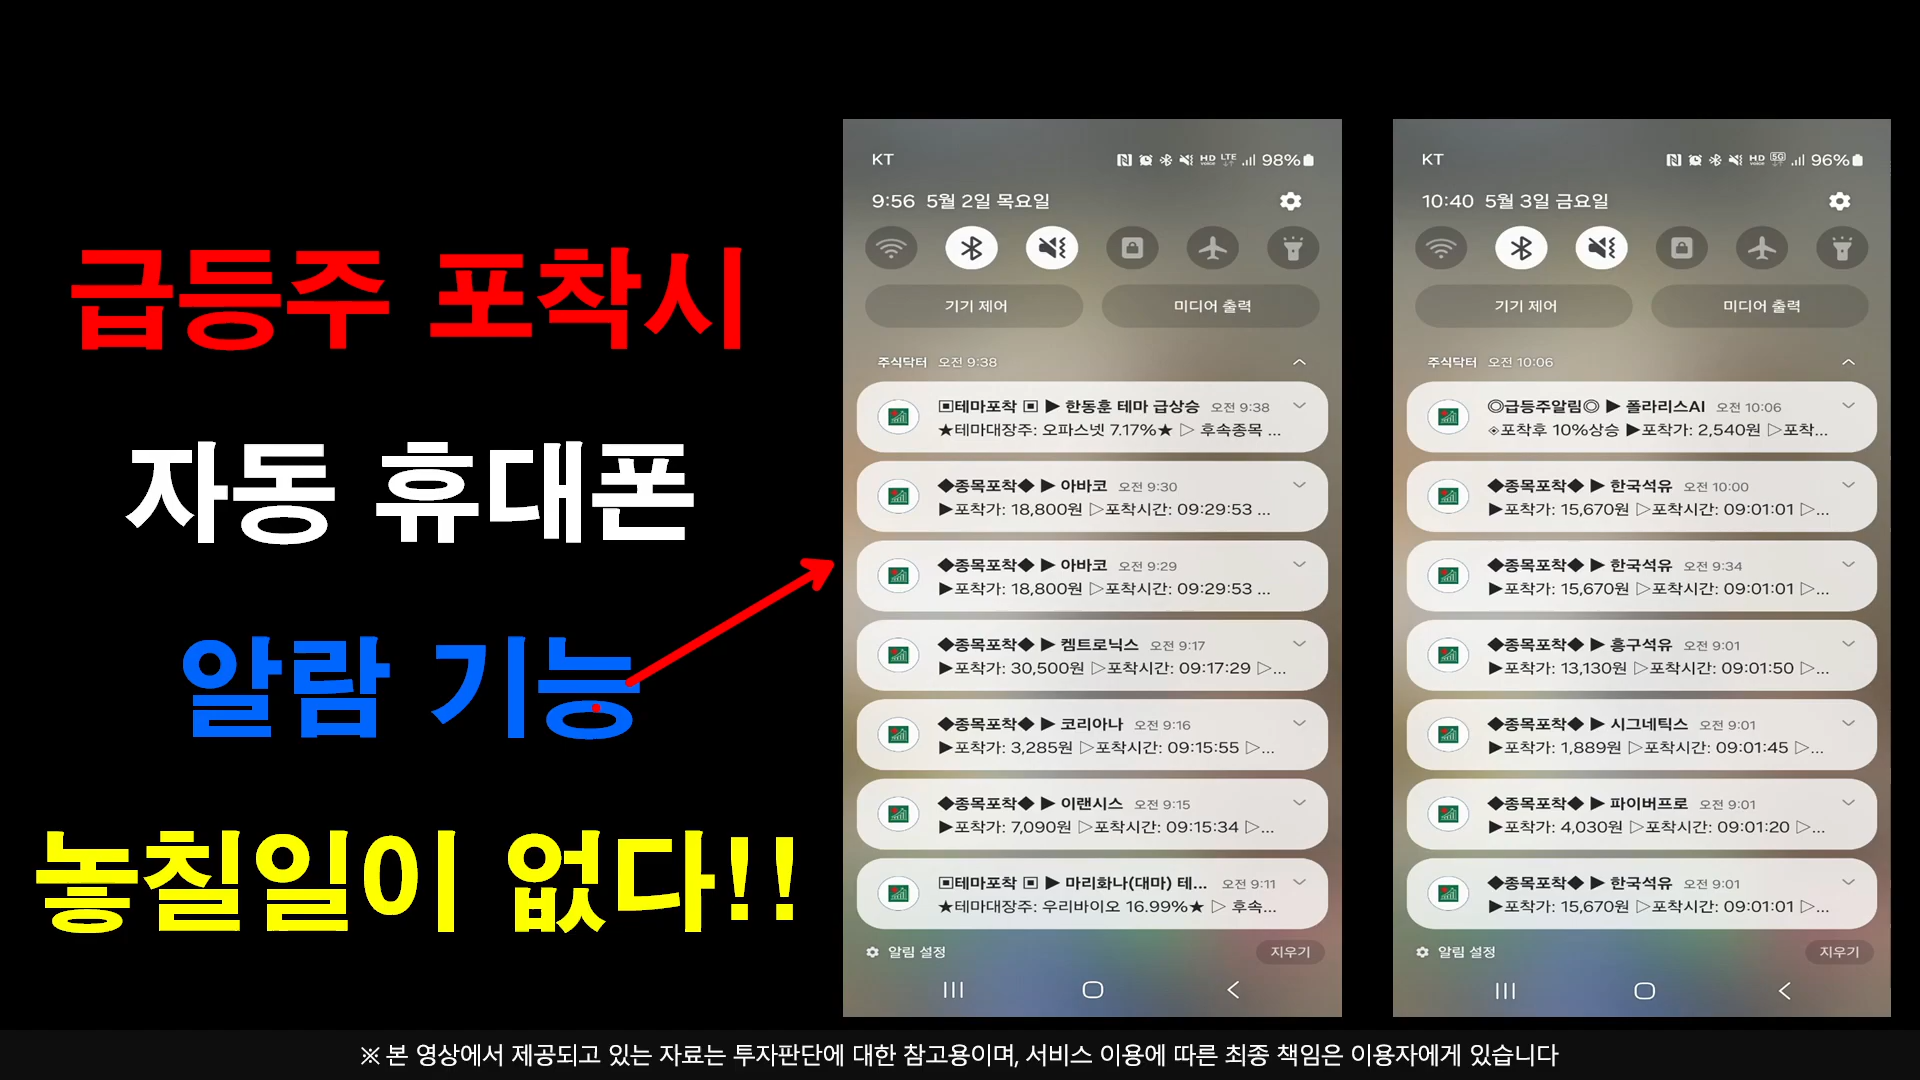 급등주 포착시
자동 휴대폰
알람 기능
놓칠일이 없다!!
KT
HD VOICE LTE 98%
9:56 5월 2일 목요일
기기 제어
미디어 출력
주식닥터 오전 9:38
▣테마포착 ▣ ▶ 한동훈 테마 급상승 오전 9:38
★테마대장주: 오파스넷 7.17%★ ▷ 후속종목 ...
◆종목포착◆ ▶ 아바코 오전 9:30
▶포착가: 18,800원 ▷포착시간: 09:29:53 ...
◆종목포착◆ ▶ 아바코 오전 9:29
▶포착가: 18,800원 ▷포착시간: 09:29:53 ...
◆종목포착◆ ▶ 켐트로닉스 오전 9:17
▶포착가: 30,500원 ▷포착시간: 09:17:29 ▷...
◆종목포착◆ ▶ 코리아나 오전 9:16
▶포착가: 3,285원 ▷포착시간: 09:15:55 ▷...
◆종목포착◆ ▶ 이랜시스 오전 9:15
▶포착가: 7,090원 ▷포착시간: 09:15:34 ▷...
▣테마포착 ▣ ▶ 마리화나(대마) 테... 오전 9:11
★테마대장주: 우리바이오 16.99%★ ▷ 후속...
알림 설정
지우기
KT
HD VOICE 5G 96%
10:40 5월 3일 금요일
기기 제어
미디어 출력
주식닥터 오전 10:06
◎급등주알림◎ ▶ 폴라리스AI 오전 10:06
◈포착후 10%상승 ▶포착가: 2,540원 ▷포착...
◆종목포착◆ ▶ 한국석유 오전 10:00
▶포착가: 15,670원 ▷포착시간: 09:01:01 ▷...
◆종목포착◆ ▶ 한국석유 오전 9:34
▶포착가: 15,670원 ▷포착시간: 09:01:01 ▷...
◆종목포착◆ ▶ 흥구석유 오전 9:01
▶포착가: 13,130원 ▷포착시간: 09:01:50 ▷...
◆종목포착◆ ▶ 시그네틱스 오전 9:01
▶포착가: 1,889원 ▷포착시간: 09:01:45 ▷...
◆종목포착◆ ▶ 파이버프로 오전 9:01
▶포착가: 4,030원 ▷포착시간: 09:01:20 ▷...
◆종목포착◆ ▶ 한국석유 오전 9:01
▶포착가: 15,670원 ▷포착시간: 09:01:01 ▷...
알림 설정
지우기
※ 본 영상에서 제공되고 있는 자료는 투자판단에 대한 참고용이며, 서비스 이용에 따른 최종 책임은 이용자에게 있습니다